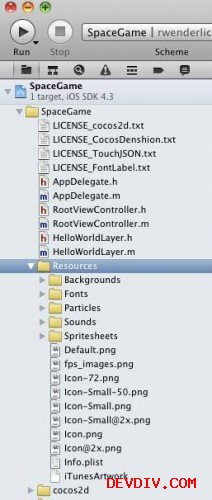 SpaceGame | rwenderlic
Run
Stop
Scheme
SpaceGame
1 target, iOS SDK 4.3
SpaceGame
LICENSE_cocos2d.txt
LICENSE_CocosDenshion.txt
LICENSE_TouchJSON.txt
LICENSE_FontLabel.txt
AppDelegate.h
AppDelegate.m
RootViewController.h
RootViewController.m
HelloWorldLayer.h
HelloWorldLayer.m
Resources
Backgrounds
Fonts
Particles
Sounds
Spritesheets
Default.png
fps_images.png
Icon-72.png
Icon-Small-50.png
Icon-Small.png
Icon-Small@2x.png
Icon.png
Icon@2x.png
Info.plist
iTunesArtwork
cocos2d
DEVDIV.COM